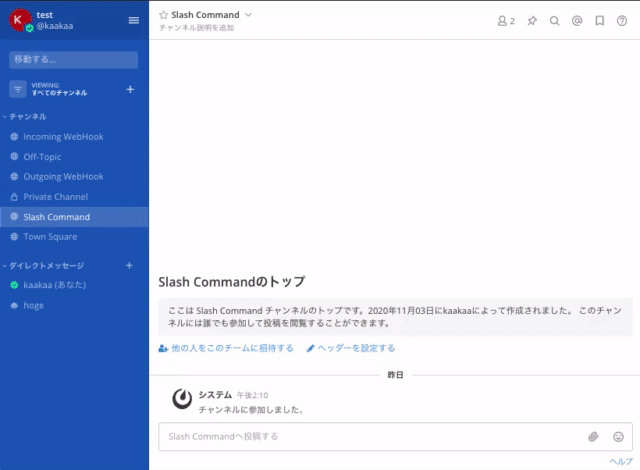 K
test
@kaakaa
移動する...
VIEWING:
すべてのチャンネル
チャンネル
Incoming WebHook
Off-Topic
Outgoing WebHook
Private Channel
Slash Command
Town Square
ダイレクトメッセージ
kaakaa (あなた)
hoge
Slash Command
チャンネル説明を追加
2
Slash Commandのトップ
ここは Slash Command チャンネルのトップです。2020年11月03日にkaakaaによって作成されました。 このチャン
ネルには誰でも参加して投稿を閲覧することができます。
他の人をこのチームに招待する ヘッダーを設定する
昨日
システム 午後2:10
チャンネルに参加しました。
Slash Commandへ投稿する
ヘルプ